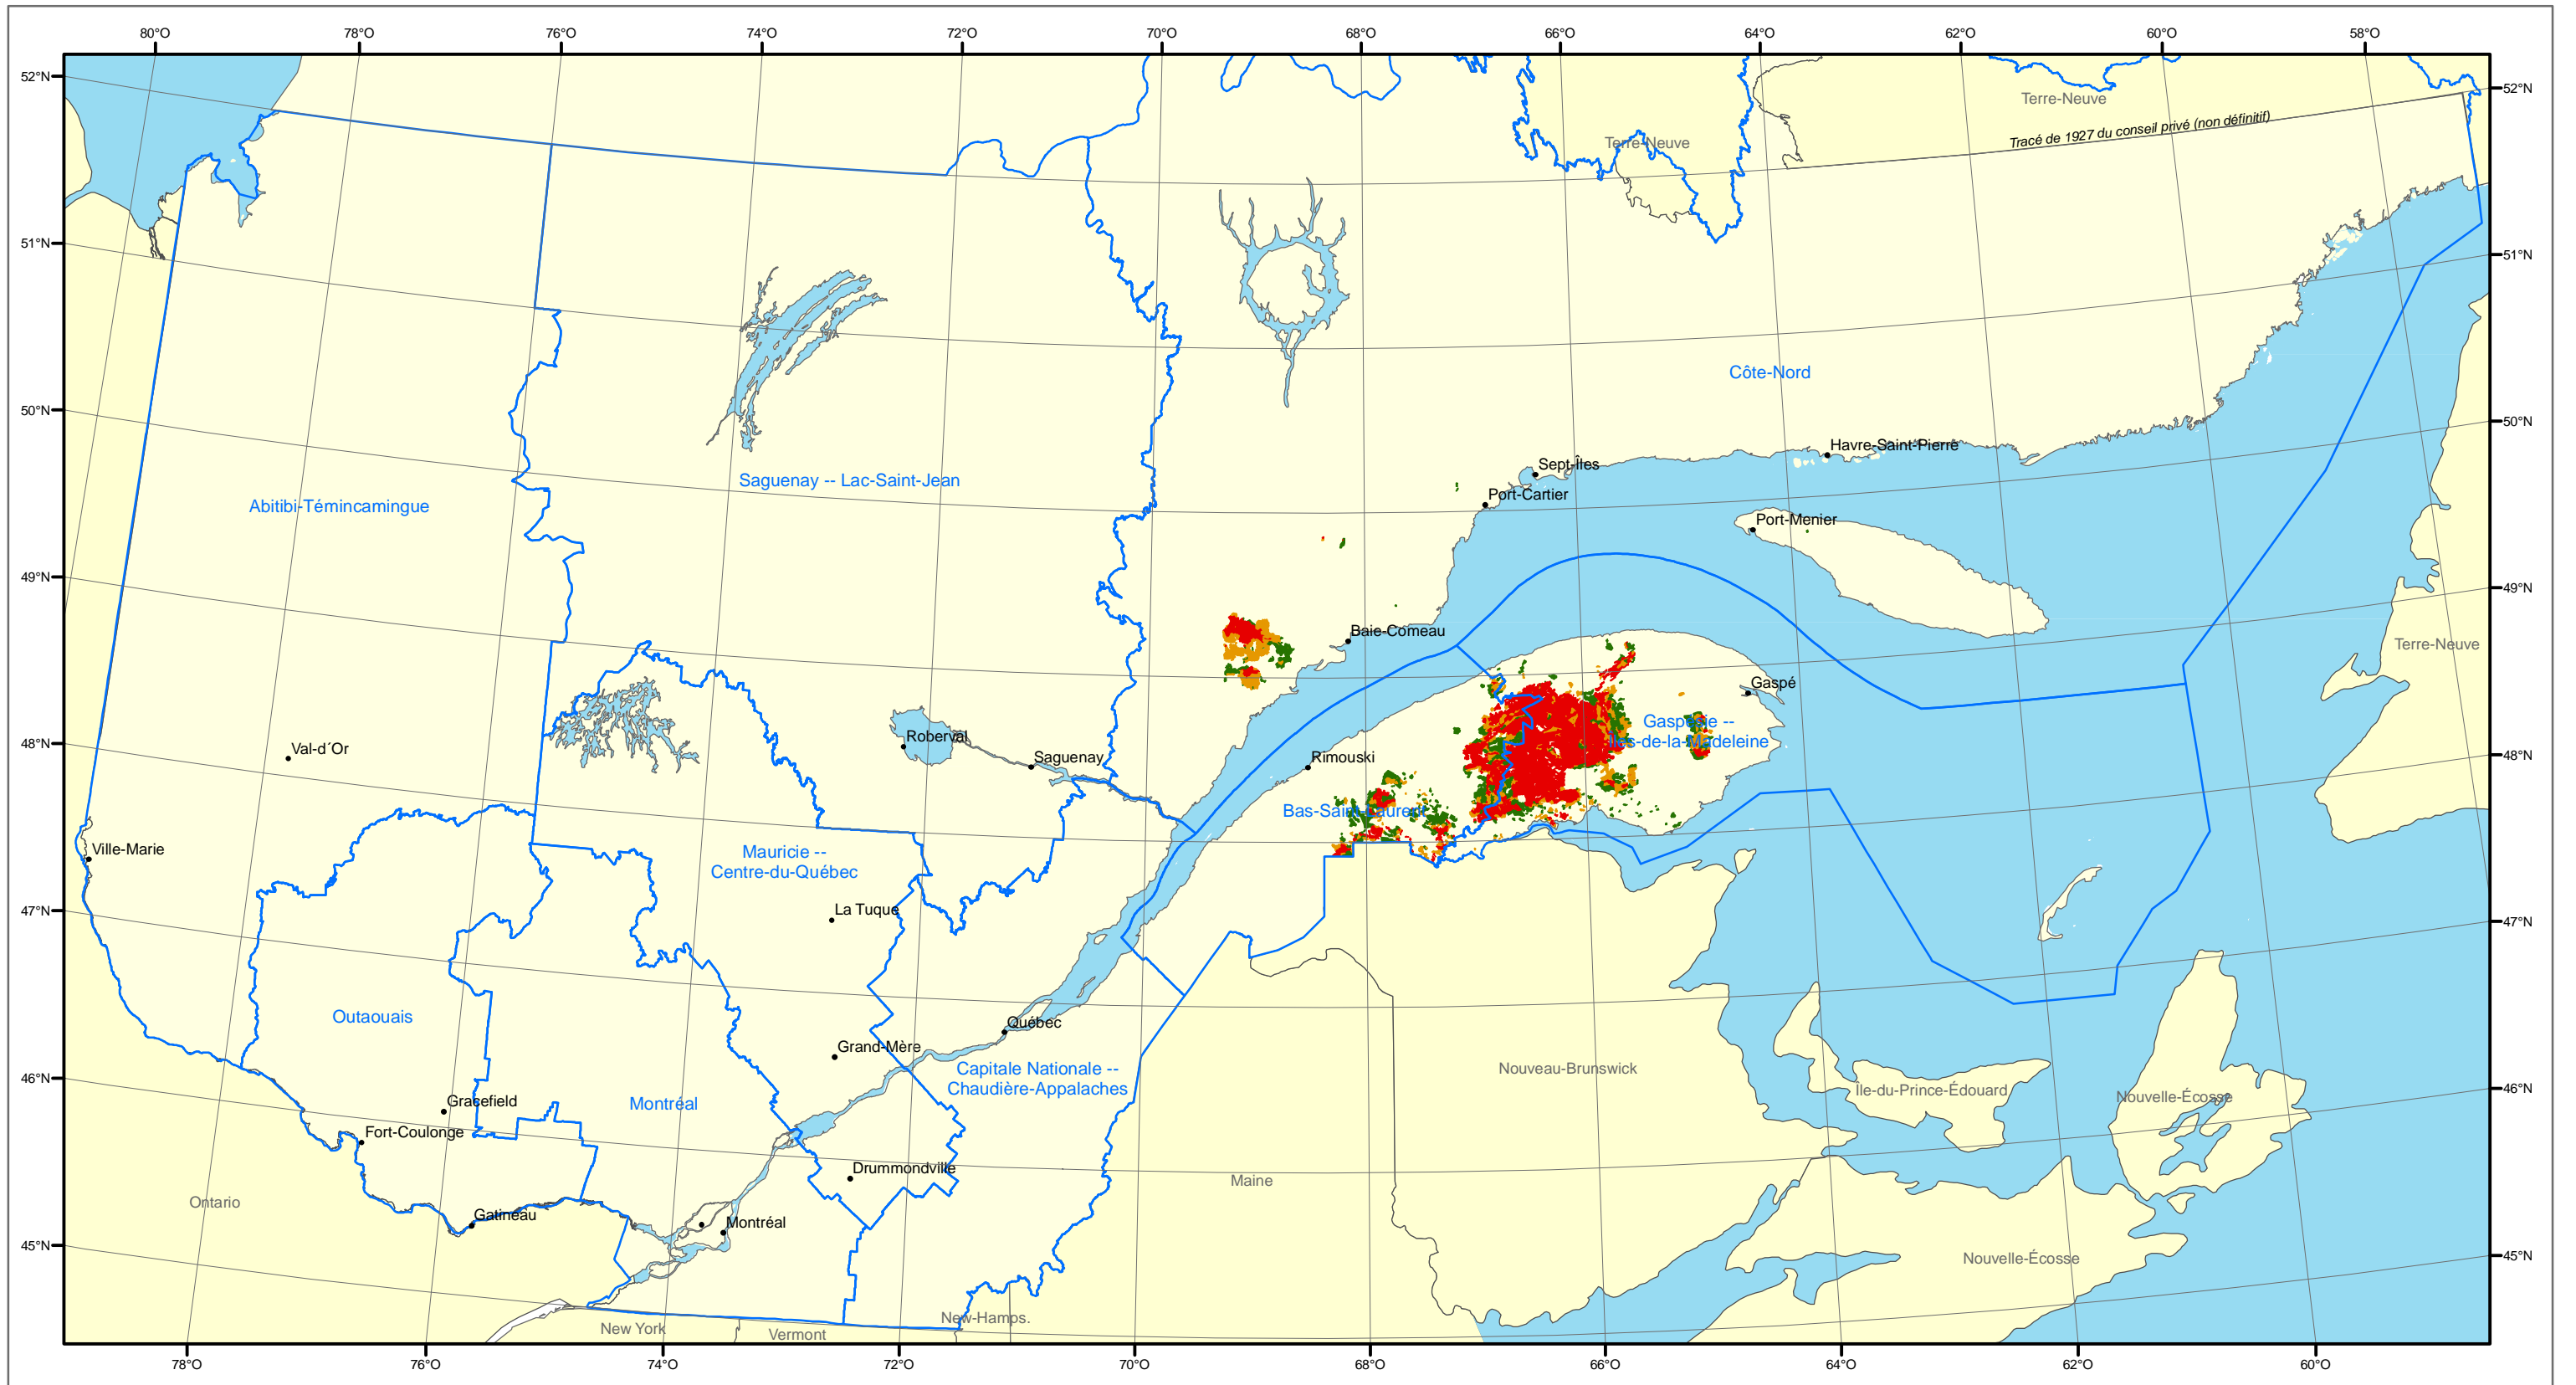 80°O 78°O 76°O 74°O 72°O 70°O 68°O 66°O 64°O 62°O 60°O 58°O
52°N
52°N
Terre-Neuve
Tracé de 1927 du conseil privé (non définitif)
Terre-Neuve
51°N
51°N
Côte-Nord
50°N
50°N
Havre-Saint-Pierre
Sept-Îles
Saguenay -- Lac-Saint-Jean
Port-Cartier
Abitibi-Témincamingue
Port-Menier
49°N
49°N
Baie-Comeau
Terre-Neuve
Gaspé
Gaspésie --
Îles-de-la-Madeleine
48°N
48°N
Val-d´Or
Roberval
Saguenay
Rimouski
Bas-Saint-Laurent
Ville-Marie
Mauricie --
Centre-du-Québec
47°N
47°N
La Tuque
Outaouais
Québec
Grand-Mère
Capitale Nationale --
Chaudière-Appalaches
Nouveau-Brunswick
46°N
46°N
Île-du-Prince-Édouard
Nouvelle-Écosse
Gracefield
Montréal
Fort-Coulonge
Drummondville
Maine
Ontario
Gatineau
Montréal
45°N
45°N
Nouvelle-Écosse
New-Hamps.
New York
Vermont
78°O 76°O 74°O 72°O 70°O 68°O 66°O 64°O 62°O 60°O